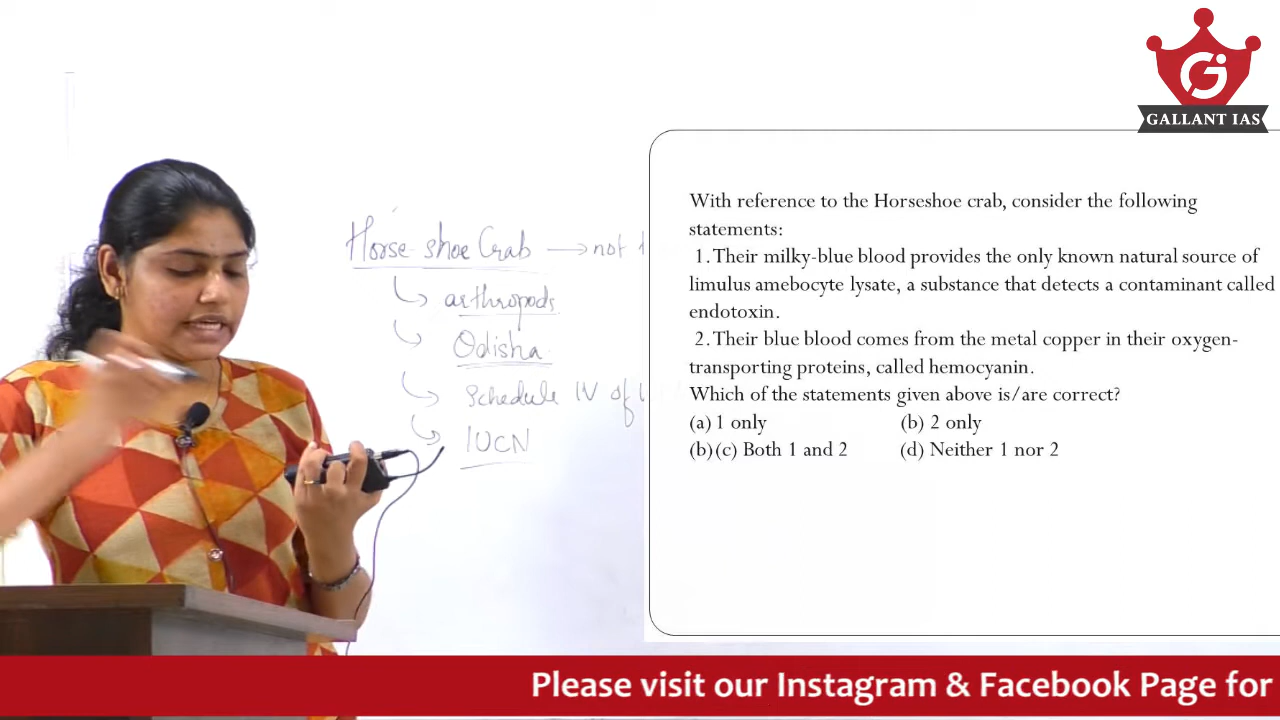 GALLANT IAS
Horse-shoe Crab → not
arthropods
Odisha
Schedule IV of
IUCN
With reference to the Horseshoe crab, consider the following
statements:
1.Their milky-blue blood provides the only known natural source of
limulus amebocyte lysate, a substance that detects a contaminant called
endotoxin.
2.Their blue blood comes from the metal copper in their oxygen-
transporting proteins, called hemocyanin.
Which of the statements given above is/are correct?
(a) 1 only (b) 2 only
(b)(c) Both 1 and 2 (d) Neither 1 nor 2
Please visit our Instagram & Facebook Page for